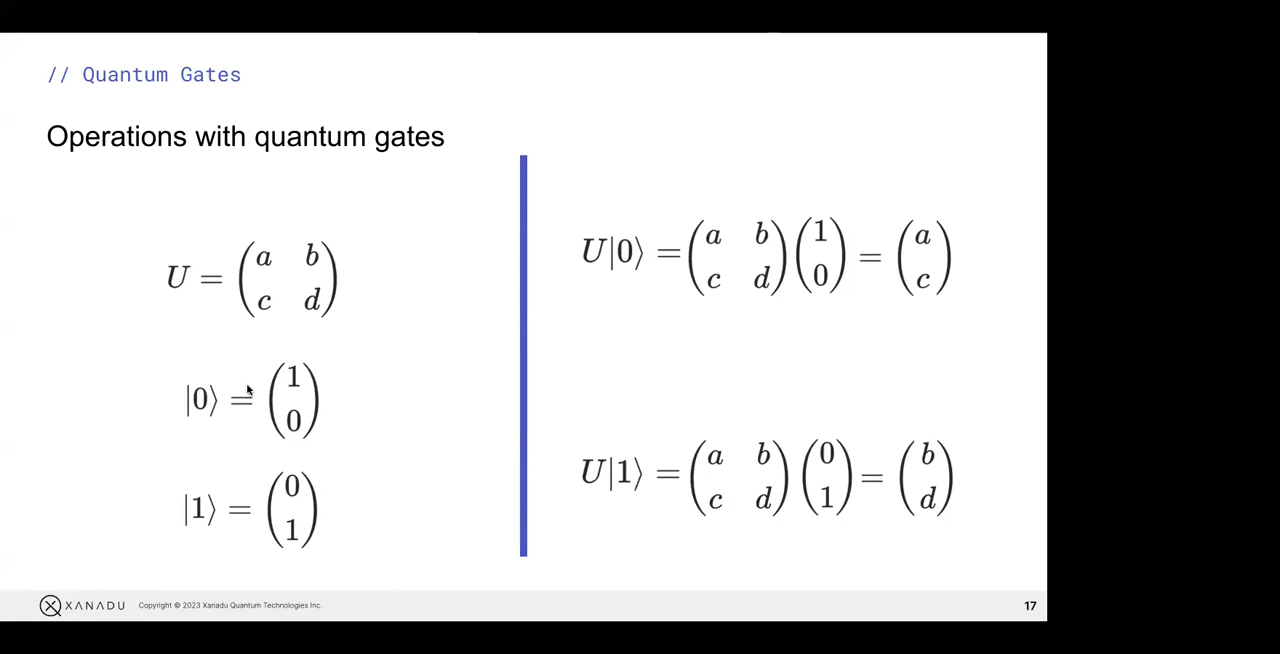 // Quantum Gates
Operations with quantum gates
U = ( a b
c d )
|0⟩ = ( 1
0 )
|1⟩ = ( 0
1 )
U|0⟩ = ( a b
c d ) ( 1
0 ) = ( a
c )
U|1⟩ = ( a b
c d ) ( 0
1 ) = ( b
d )
XANADU Copyright © 2023 Xanadu Quantum Technologies Inc.
17